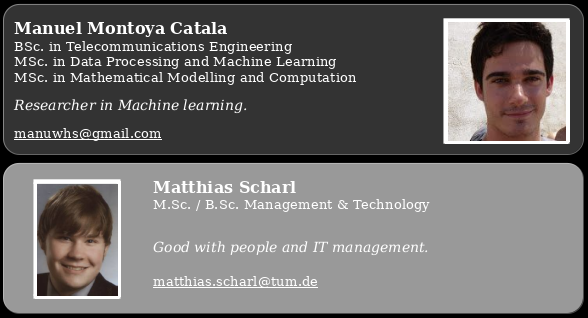 Manuel Montoya Catala
BSc. in Telecommunications Engineering
MSc. in Data Processing and Machine Learning
MSc. in Mathematical Modelling and Computation
Researcher in Machine learning.
manuwhs@gmail.com
Matthias Scharl
M.Sc. / B.Sc. Management & Technology
Good with people and IT management.
matthias.scharl@tum.de